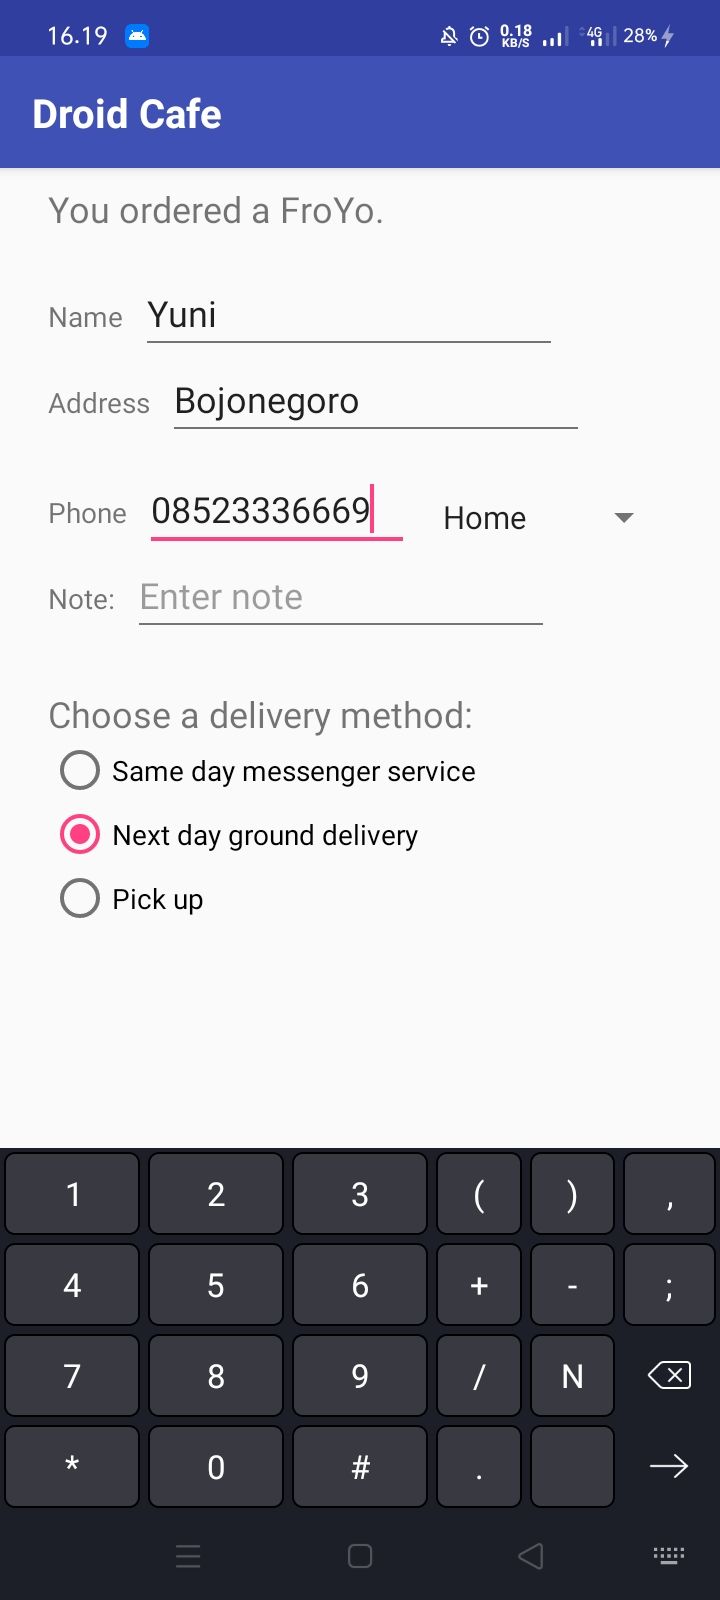 16.19 0.18 KB/S 4G 28%
Droid Cafe
You ordered a FroYo.
Name Yuni
Address Bojonegoro
Phone 08523336669 Home
Note: Enter note
Choose a delivery method:
Same day messenger service
Next day ground delivery
Pick up
1 2 3 ( ) ,
4 5 6 + - ;
7 8 9 / N
* 0 # .